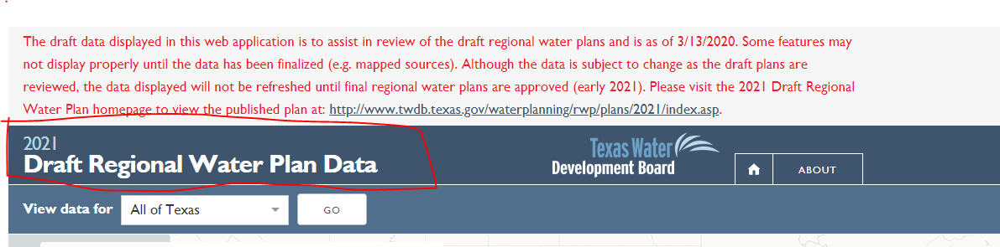 The draft data displayed in this web application is to assist in review of the draft regional water plans and is as of 3/13/2020. Some features may
not display properly until the data has been finalized (e.g. mapped sources). Although the data is subject to change as the draft plans are
reviewed, the data displayed will not be refreshed until final regional water plans are approved (early 2021). Please visit the 2021 Draft Regional
Water Plan homepage to view the published plan at: http://www.twdb.texas.gov/waterplanning/rwp/plans/2021/index.asp.
2021
Draft Regional Water Plan Data
Texas Water
Development Board
ABOUT
View data for All of Texas GO